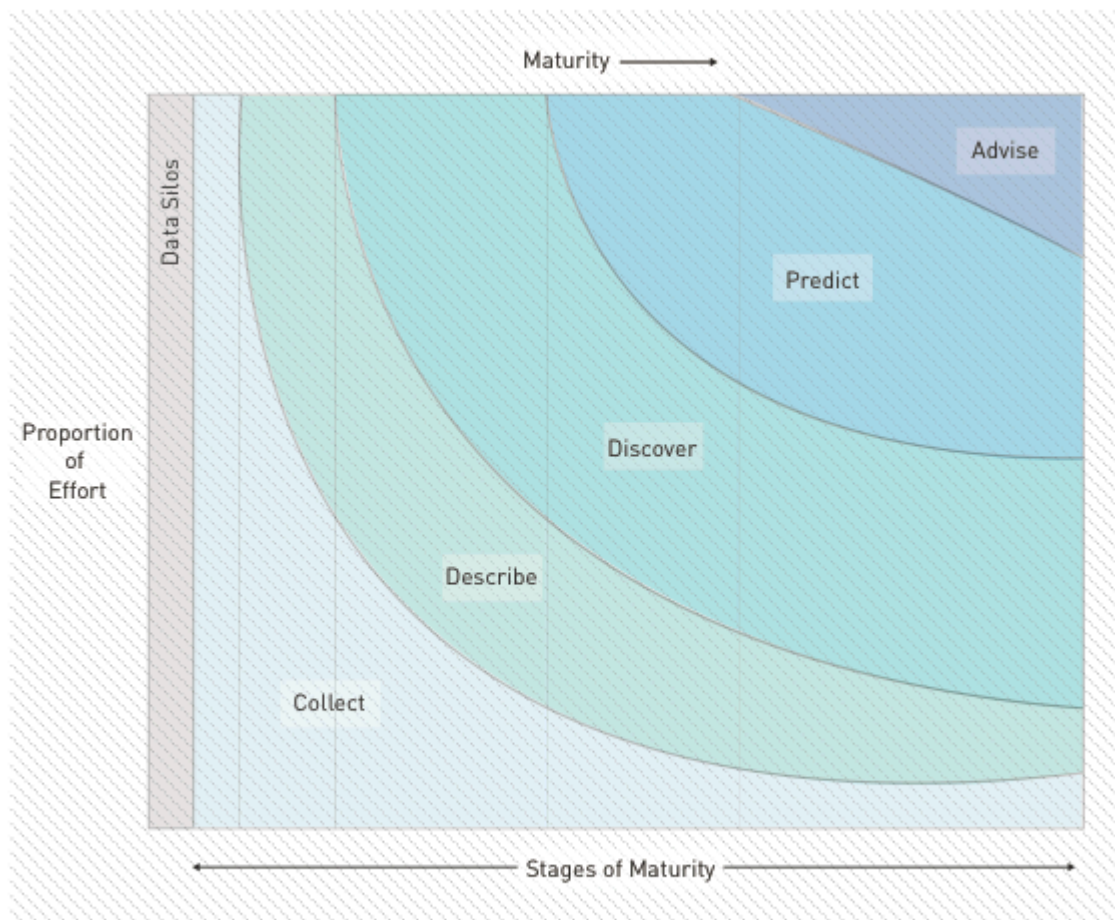 Maturity
Data Silos
Advise
Predict
Proportion
of
Effort
Discover
Describe
Collect
Stages of Maturity